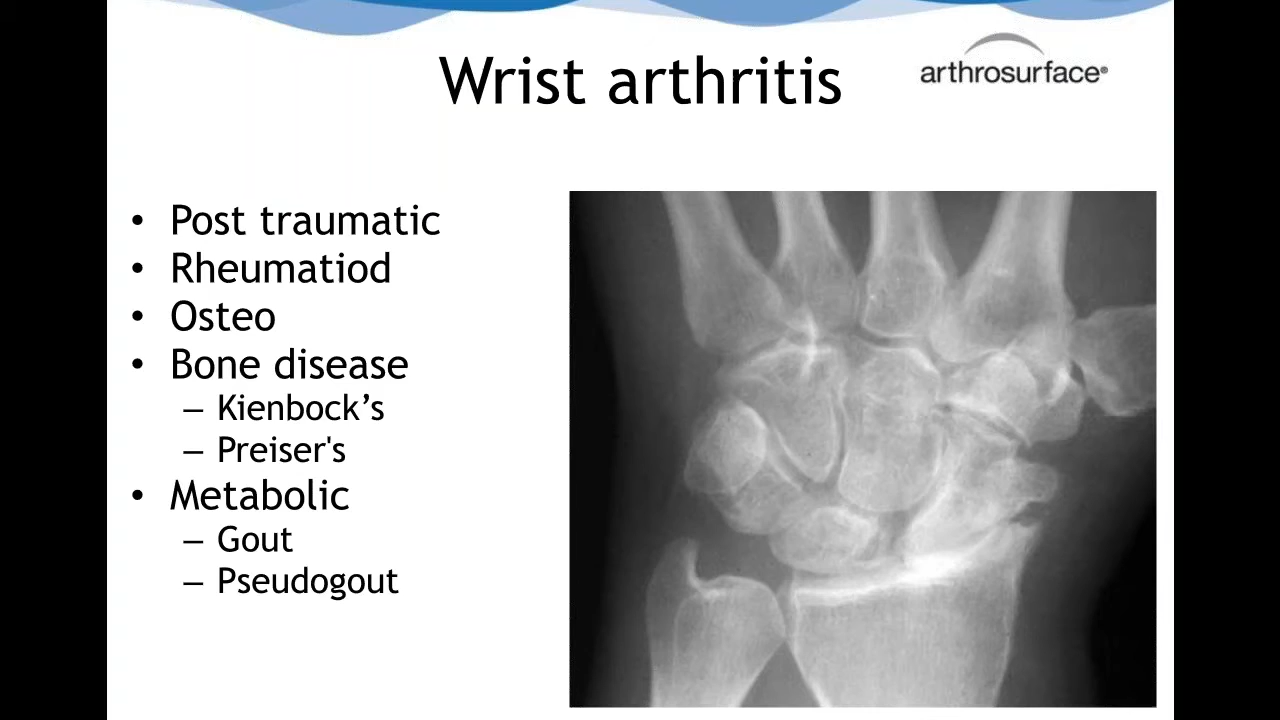 Wrist arthritis
arthrosurface®
• Post traumatic
• Rheumatiod
• Osteo
• Bone disease
– Kienbock’s
– Preiser's
• Metabolic
– Gout
– Pseudogout